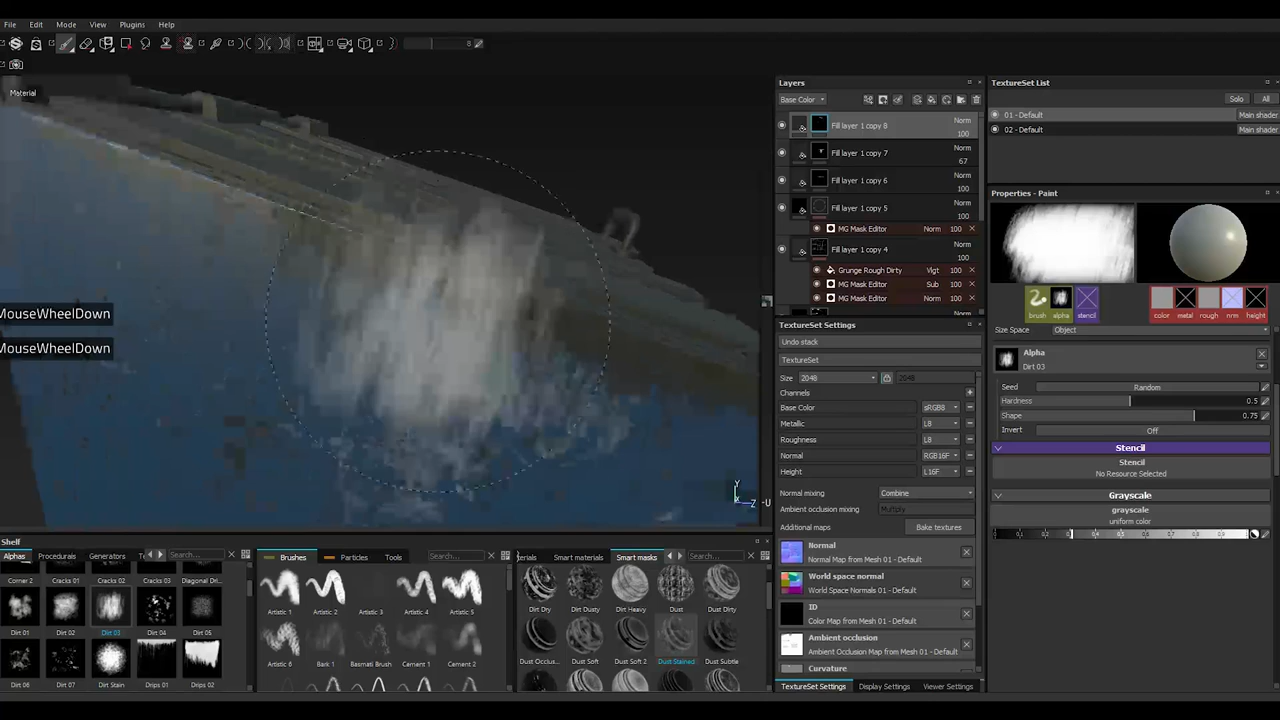 File Edit Mode View Plugins Help
8
Material
MouseWheelDown
MouseWheelDown
Layers
Base Color
Fill layer 1 copy 8 Norm 100
Fill layer 1 copy 7 Norm 67
Fill layer 1 copy 6 Norm 100
Fill layer 1 copy 5 Norm 100
MG Mask Editor Norm 100
Fill layer 1 copy 4 Norm 100
Grunge Rough Dirty Vigt 100
MG Mask Editor Sub 100
MG Mask Editor Norm 100
TextureSet Settings
Undo stack
TextureSet
Size 2048 2048
Channels
Base Color sRGB8
Metallic L8
Roughness L8
Normal RGB16F
Height L16F
Normal mixing Combine
Ambient occlusion mixing Multiply
Additional maps Bake textures
Normal
Normal Map from Mesh 01 - Default
World space normal
World Space Normals 01 - Default
ID
Color Map from Mesh 01 - Default
Ambient occlusion
Ambient Occlusion Map from Mesh 01 - Default
Curvature
TextureSet Settings Display Settings Viewer Settings
TextureSet List
Solo All
01 - Default Main shader
02 - Default Main shader
Properties - Paint
brush alpha stencil color metal rough nrm height
Size Space Object
Alpha
Dirt 03
Seed Random
Hardness 0.5
Shape 0.75
Invert Off
Stencil
Stencil
No Resource Selected
Grayscale
grayscale
uniform color
Y
Z -U
Shelf
Alphas Procedurals Generators Search...
Corner 2 Cracks 01 Cracks 02 Cracks 03 Diagonal Dri...
Dirt 01 Dirt 02 Dirt 03 Dirt 04 Dirt 05
Dirt 06 Dirt 07 Dirt Stain Drips 01 Drips 02
Brushes Particles Tools Search...
Artistic 1 Artistic 2 Artistic 3 Artistic 4 Artistic 5
Artistic 6 Bark 1 Basmati Brush Cement 1 Cement 2
terials Smart materials Smart masks Search...
Dirt Dry Dirt Dusty Dirt Heavy Dust Dust Dirty
Dust Occlus... Dust Soft Dust Soft 2 Dust Stained Dust Subtle